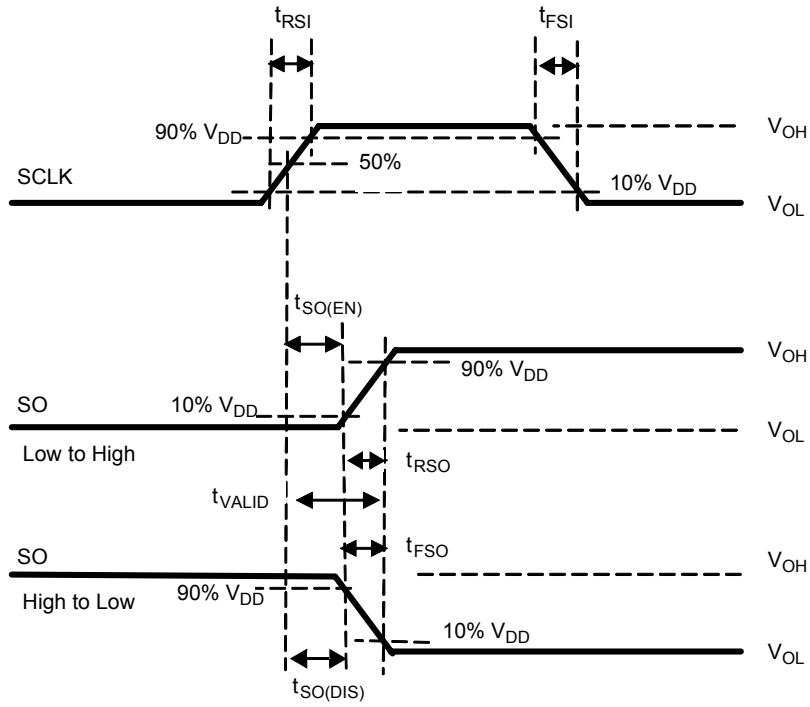 tRSI
tFSI
90% VDD
VOH
50%
SCLK
10% VDD
VOL
tSO(EN)
VOH
90% VDD
SO
10% VDD
VOL
Low to High
tRSO
tVALID
tFSO
SO
VOH
High to Low
90% VDD
10% VDD
VOL
tSO(DIS)